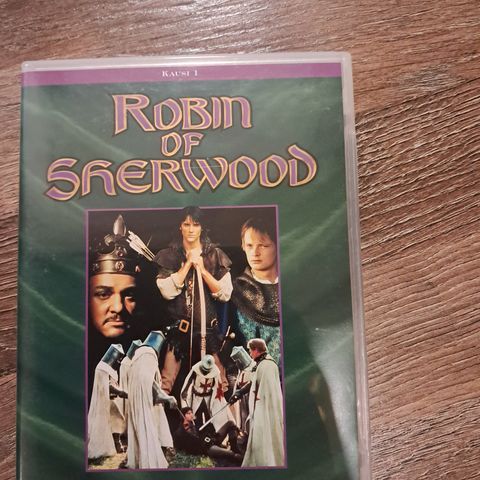 KAUSI 1
ROBIN
OF
SHERWOOD